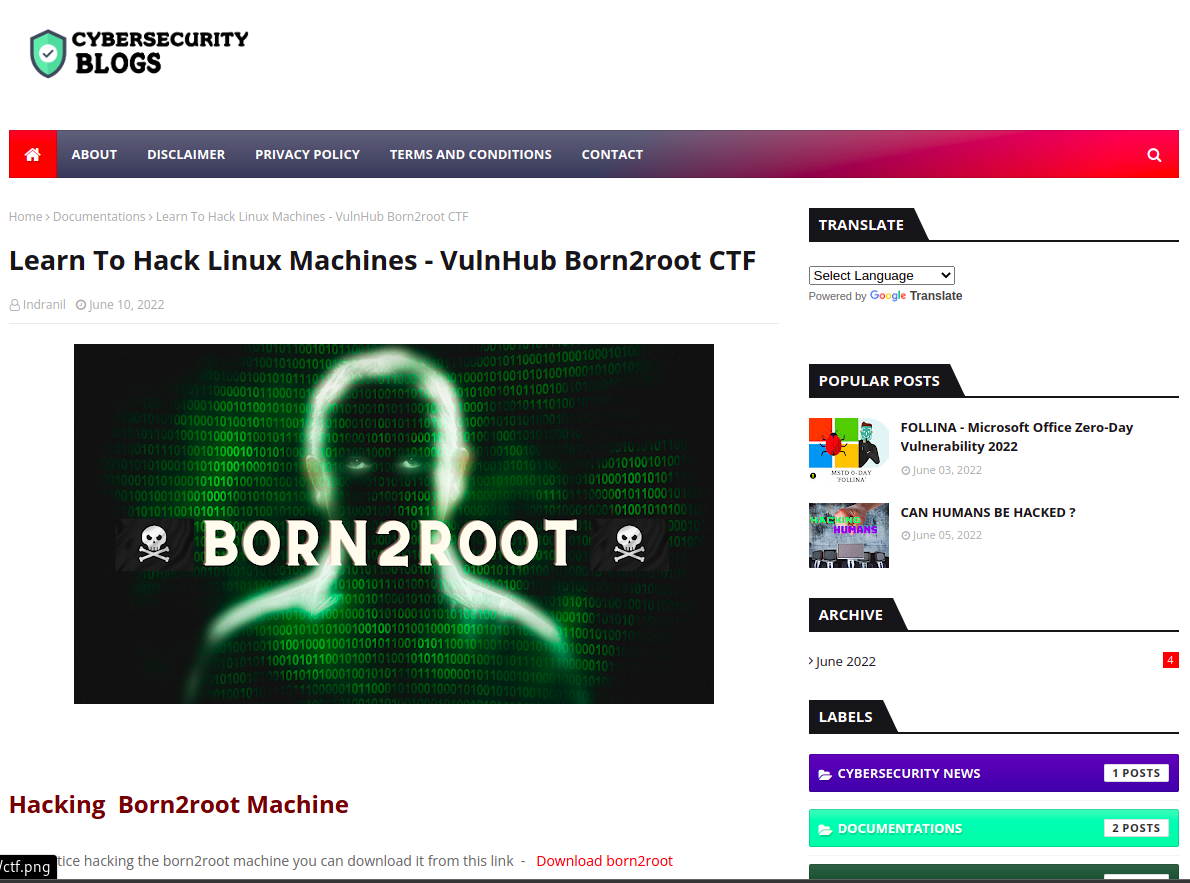 CYBERSECURITY
BLOGS
ABOUT DISCLAIMER PRIVACY POLICY TERMS AND CONDITIONS CONTACT
Home › Documentations › Learn To Hack Linux Machines - VulnHub Born2root CTF
Learn To Hack Linux Machines - VulnHub Born2root CTF
Indranil June 10, 2022
BORN2ROOT
Hacking Born2root Machine
tice hacking the born2root machine you can download it from this link - Download born2root
/ctf.png
TRANSLATE
Select Language
Powered by Google Translate
POPULAR POSTS
FOLLINA - Microsoft Office Zero-Day
Vulnerability 2022
June 03, 2022
MSTD 0-DAY
'FOLLINA'
CAN HUMANS BE HACKED ?
June 05, 2022
HACKING
HUMANS
ARCHIVE
› June 2022 4
LABELS
CYBERSECURITY NEWS 1 POSTS
DOCUMENTATIONS 2 POSTS